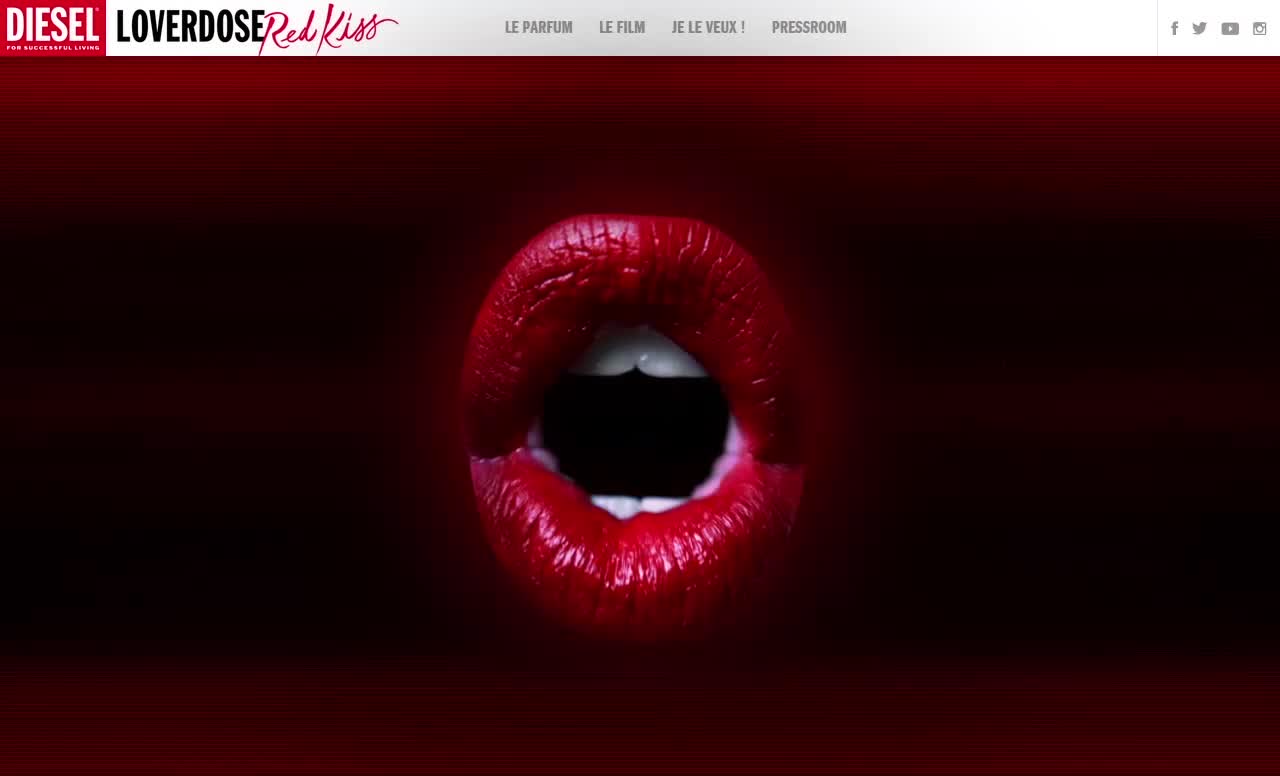 DIESEL
FOR SUCCESSFUL LIVING
LOVERDOSE Red Kiss
LE PARFUM LE FILM JE LE VEUX ! PRESSROOM